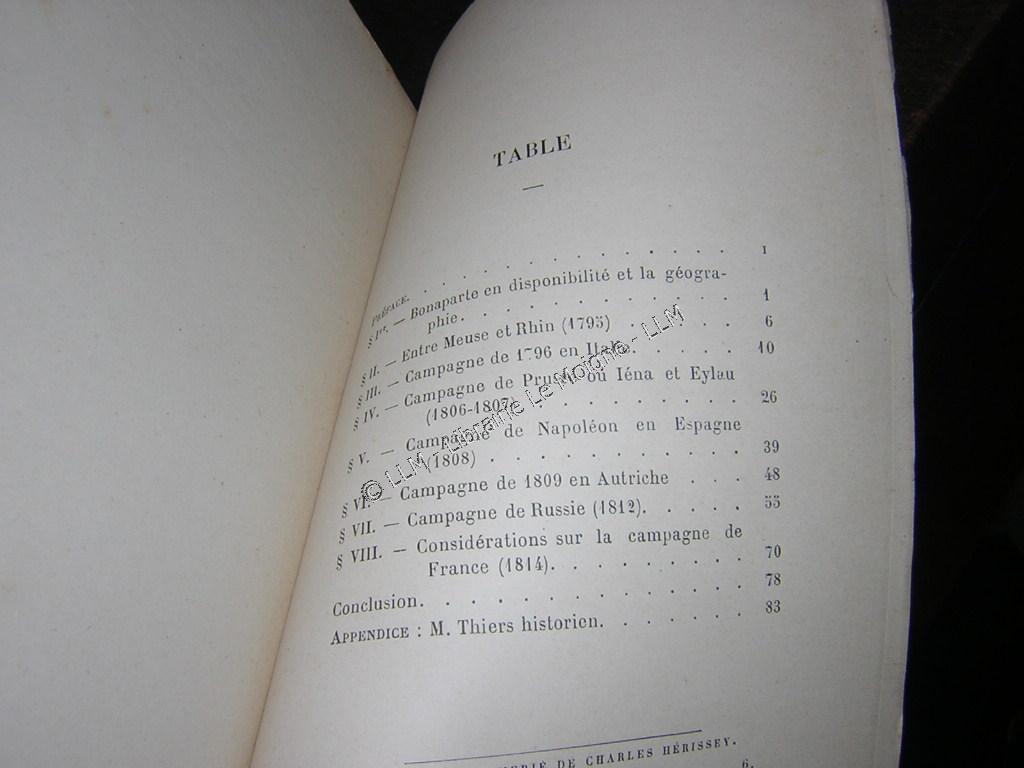 TABLE
PRÉFACE. . . . . . . . . . . . . I
§ Ier. — Bonaparte en disponibilité et la géogra-
phie. . . . . . . . . . . 1
§ II. — Entre Meuse et Rhin (1795) . . . . . 6
§ III. — Campagne de 1796 en Italie. . . . . 10
§ IV. — Campagne de Prusse ou Iéna et Eylau
(1806-1807) . . . . . . . . 26
§ V. — Campagne de Napoléon en Espagne
(1808) . . . . . . . . . . 39
§ VI. — Campagne de 1809 en Autriche . . . 48
§ VII. — Campagne de Russie (1812). . . . . 55
§ VIII. — Considérations sur la campagne de
France (1814). . . . . . . . 70
Conclusion. . . . . . . . . . . . 78
APPENDICE : M. Thiers historien. . . . . . 83
DE CHARLES HÉRISSEY.
6.
© LLM - Librairie Le Moigne - LLM